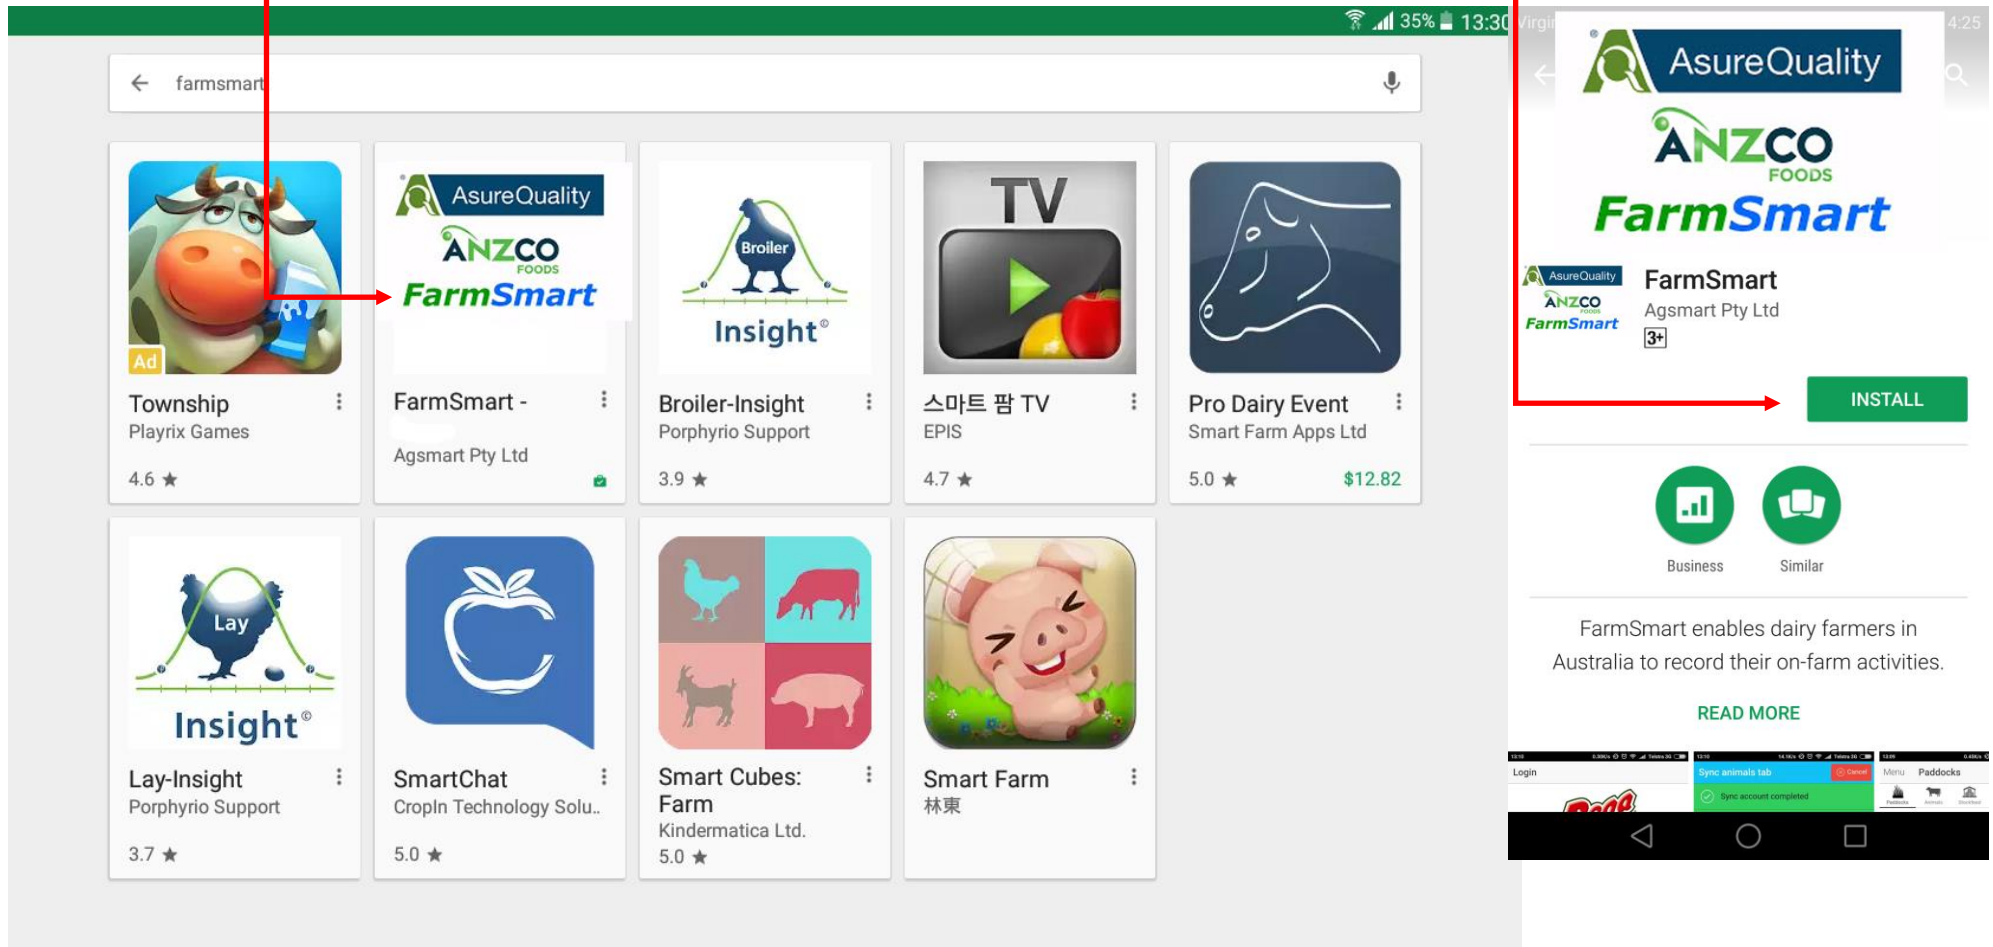 35% 13:30
farmsmart
AsureQuality
ANZCO
FOODS
FarmSmart
Broiler
Insight©
TV
Ad
Township
Playrix Games
4.6 ★
FarmSmart -
Agsmart Pty Ltd
Broiler-Insight
Porphyrio Support
3.9 ★
스마트 팜 TV
EPIS
4.7 ★
Pro Dairy Event
Smart Farm Apps Ltd
5.0 ★ $12.82
Lay
Insight©
Lay-Insight
Porphyrio Support
3.7 ★
SmartChat
CropIn Technology Solu..
5.0 ★
Smart Cubes:
Farm
Kindermatica Ltd.
5.0 ★
Smart Farm
林東
Virgin 4:25
® AsureQuality
ANZCO
FOODS
FarmSmart
AsureQuality
ANZCO
FOODS
FarmSmart
FarmSmart
Agsmart Pty Ltd
3+
INSTALL
Business
Similar
FarmSmart enables dairy farmers in
Australia to record their on-farm activities.
READ MORE
Login
Sync animals tab Cancel
Sync account completed
Menu Paddocks
Paddocks Animals